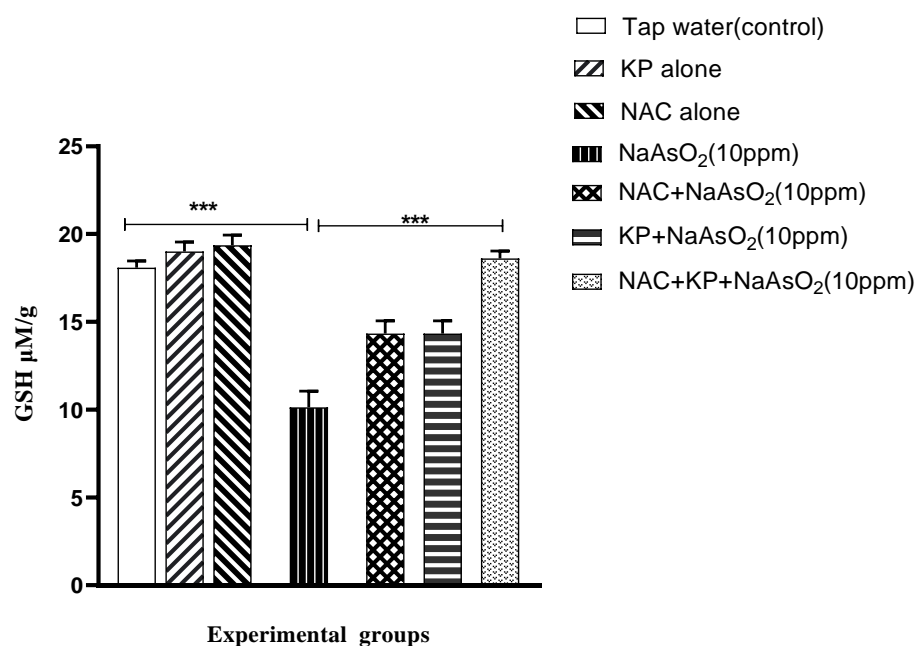 Tap water(control)
KP alone
NAC alone
NaAsO₂(10ppm)
NAC+NaAsO₂(10ppm)
KP+NaAsO₂(10ppm)
NAC+KP+NaAsO₂(10ppm)
25
20
15
10
5
0
GSH µM/g
***
***
Experimental groups